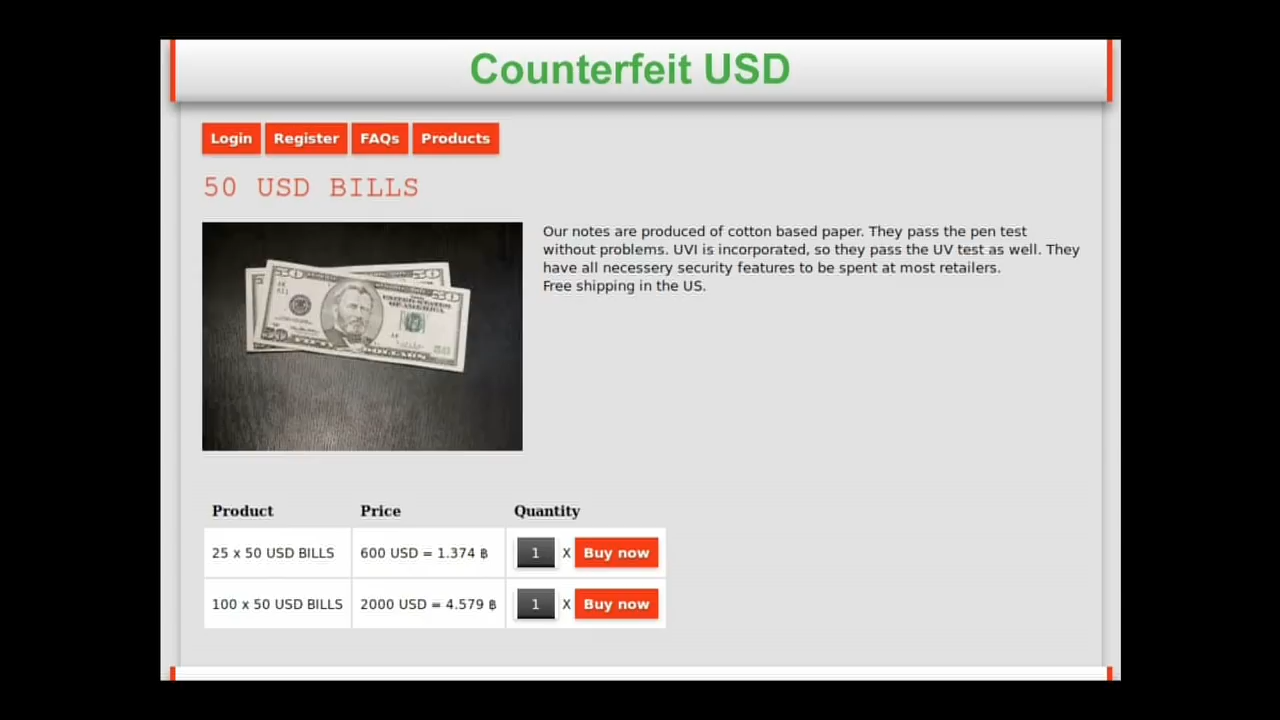 Counterfeit USD
Login Register FAQs Products
50 USD BILLS
Our notes are produced of cotton based paper. They pass the pen test
without problems. UVI is incorporated, so they pass the UV test as well. They
have all necessery security features to be spent at most retailers.
Free shipping in the US.
Product Price Quantity
25 x 50 USD BILLS 600 USD = 1.374 ฿ 1 X Buy now
100 x 50 USD BILLS 2000 USD = 4.579 ฿ 1 X Buy now